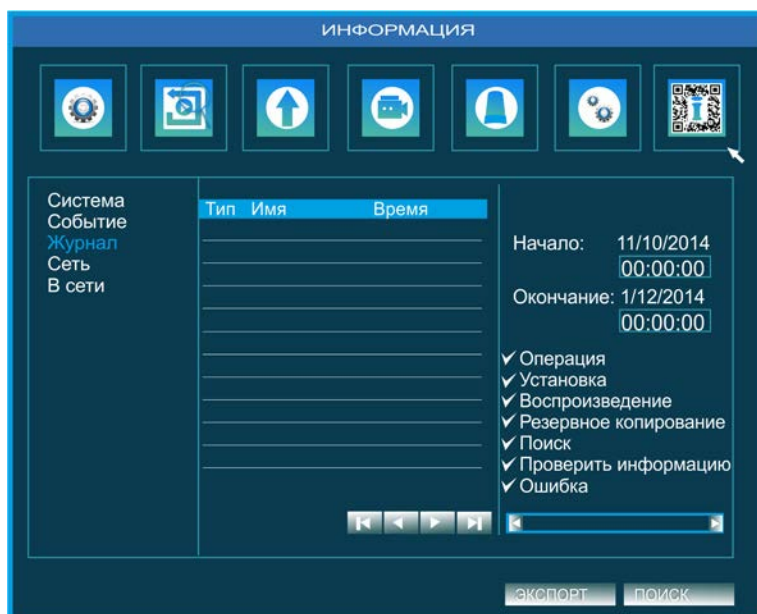 ИНФОРМАЦИЯ
Система
Событие
Журнал
Сеть
В сети
Тип Имя Время
Начало: 11/10/2014
00:00:00
Окончание: 1/12/2014
00:00:00
Операция
Установка
Воспроизведение
Резервное копирование
Поиск
Проверить информацию
Ошибка
ЭКСПОРТ ПОИСК